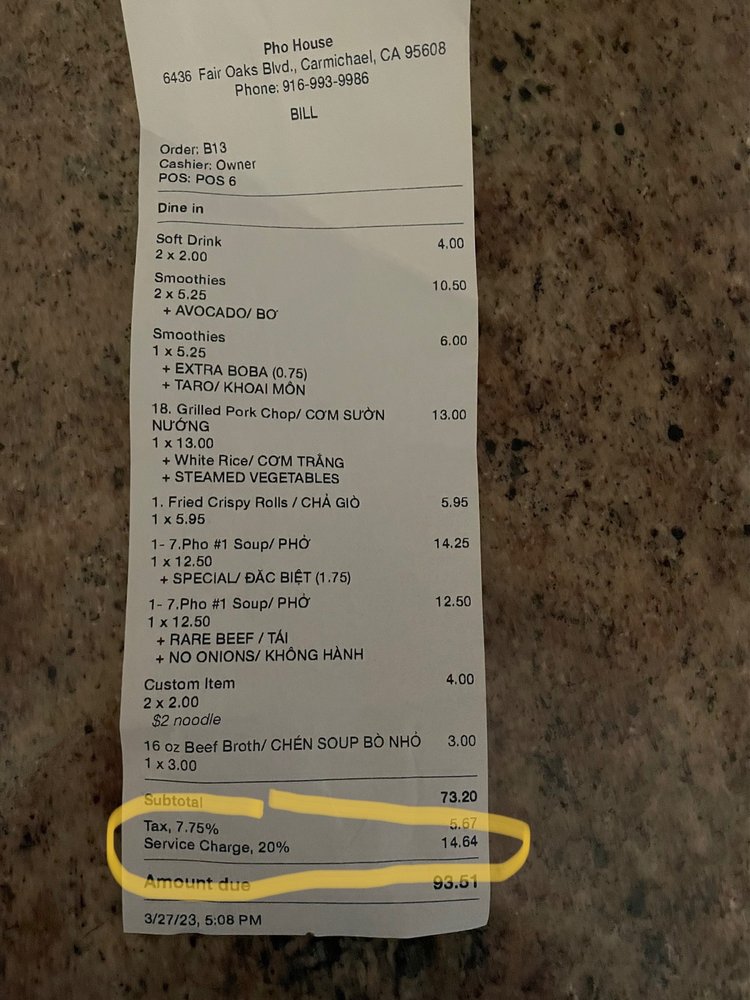 Pho House
6436 Fair Oaks Blvd., Carmichael, CA 95608
Phone: 916-993-9986
BILL
Order: B13
Cashier: Owner
POS: POS 6
Dine in
Soft Drink 4.00
2 x 2.00
Smoothies 10.50
2 x 5.25
+ AVOCADO/ BƠ
Smoothies 6.00
1 x 5.25
+ EXTRA BOBA (0.75)
+ TARO/ KHOAI MÔN
18. Grilled Pork Chop/ CƠM SƯỜN 13.00
NƯỚNG
1 x 13.00
+ White Rice/ CƠM TRẮNG
+ STEAMED VEGETABLES
1. Fried Crispy Rolls / CHẢ GIÒ 5.95
1 x 5.95
1- 7.Pho #1 Soup/ PHỞ 14.25
1 x 12.50
+ SPECIAL/ ĐẶC BIỆT (1.75)
1- 7.Pho #1 Soup/ PHỞ 12.50
1 x 12.50
+ RARE BEEF / TÁI
+ NO ONIONS/ KHÔNG HÀNH
Custom Item 4.00
2 x 2.00
$2 noodle
16 oz Beef Broth/ CHÉN SOUP BÒ NHỎ 3.00
1 x 3.00
Subtotal 73.20
Tax, 7.75% 5.67
Service Charge, 20% 14.64
Amount due 93.51
3/27/23, 5:08 PM